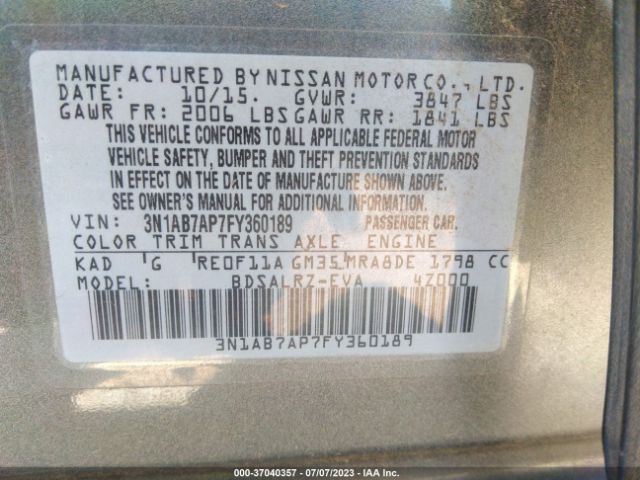 MANUFACTURED BY NISSAN MOTOR CO., LTD.
DATE: 10/15. GVWR: 3847 LBS
GAWR FR: 2006 LBS GAWR RR: 1841 LBS
THIS VEHICLE CONFORMS TO ALL APPLICABLE FEDERAL MOTOR
VEHICLE SAFETY, BUMPER AND THEFT PREVENTION STANDARDS
IN EFFECT ON THE DATE OF MANUFACTURE SHOWN ABOVE.
SEE OWNER'S MANUAL FOR ADDITIONAL INFORMATION.
VIN: 3N1AB7AP7FY360189 PASSENGER CAR.
COLOR TRIM TRANS AXLE ENGINE
KAD G RE0F11A GM35 MRA8DE 1798 CC
MODEL: BDSALRZ-EVA 4Z000
3N1AB7AP7FY360189
000-37040357 | 07/07/2023 | © IAA Inc.